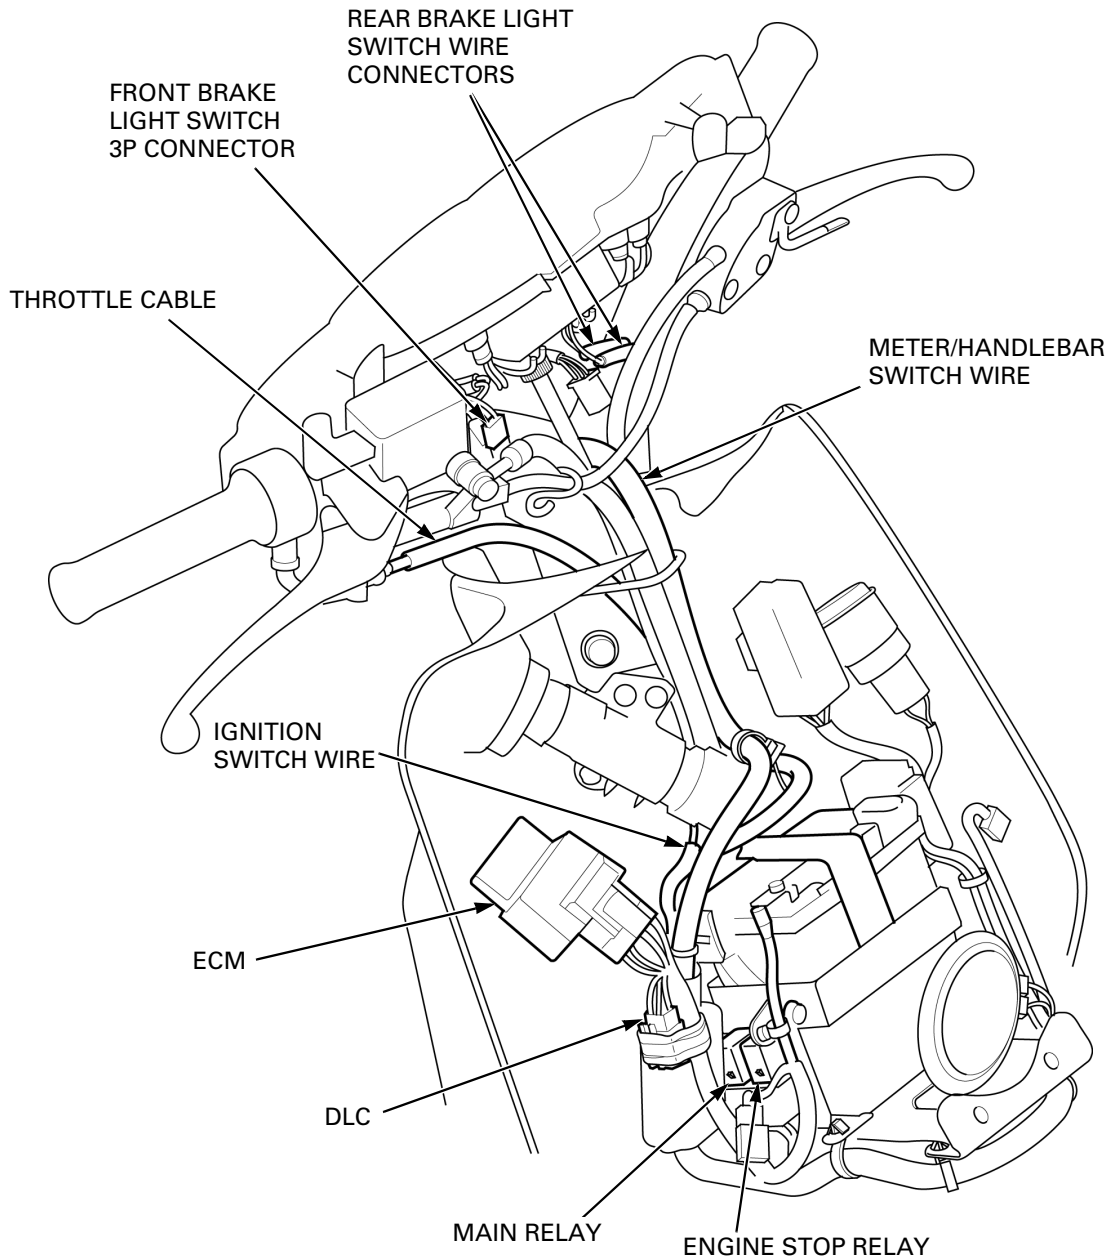 REAR BRAKE LIGHT
SWITCH WIRE
CONNECTORS
FRONT BRAKE
LIGHT SWITCH
3P CONNECTOR
THROTTLE CABLE
METER/HANDLEBAR
SWITCH WIRE
IGNITION
SWITCH WIRE
ECM
DLC
MAIN RELAY
ENGINE STOP RELAY